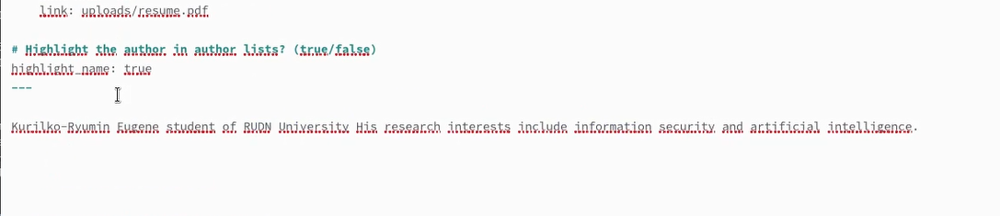 link: uploads/resume.pdf
# Highlight the author in author lists? (true/false)
highlight_name: true
---
Kurilko-Ryumin Eugene student of RUDN University His research interests include information security and artificial intelligence.